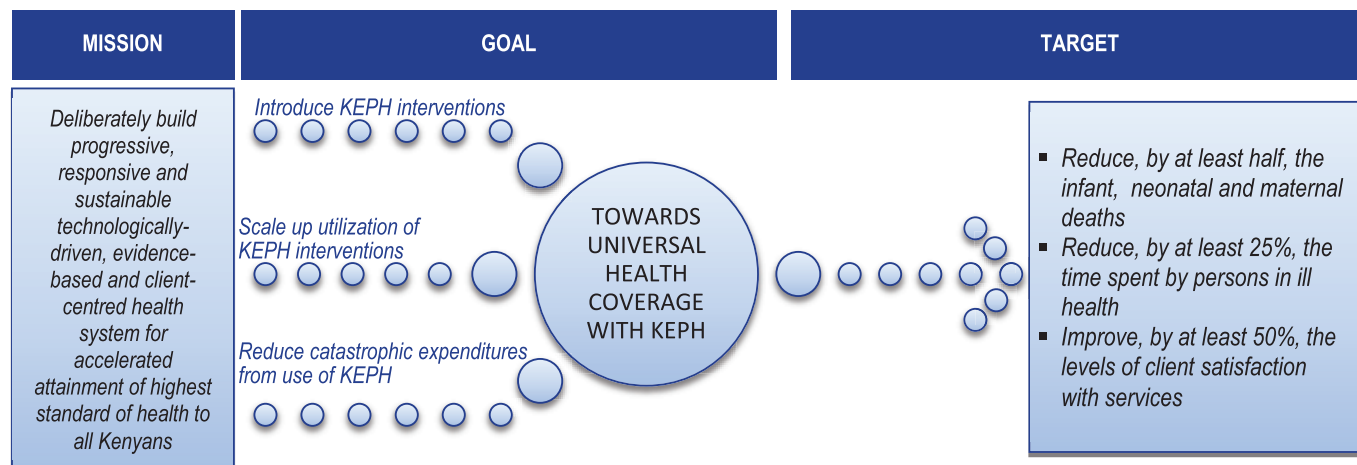 MISSION
GOAL
TARGET
Deliberately build
progressive,
responsive and
sustainable
technologically-
driven, evidence-
based and client-
centred health
system for
accelerated
attainment of highest
standard of health to
all Kenyans
Introduce KEPH interventions
Scale up utilization of
KEPH interventions
Reduce catastrophic expenditures
from use of KEPH
TOWARDS
UNIVERSAL
HEALTH
COVERAGE
WITH KEPH
▪ Reduce, by at least half, the
infant, neonatal and maternal
deaths
▪ Reduce, by at least 25%, the
time spent by persons in ill
health
▪ Improve, by at least 50%, the
levels of client satisfaction
with services